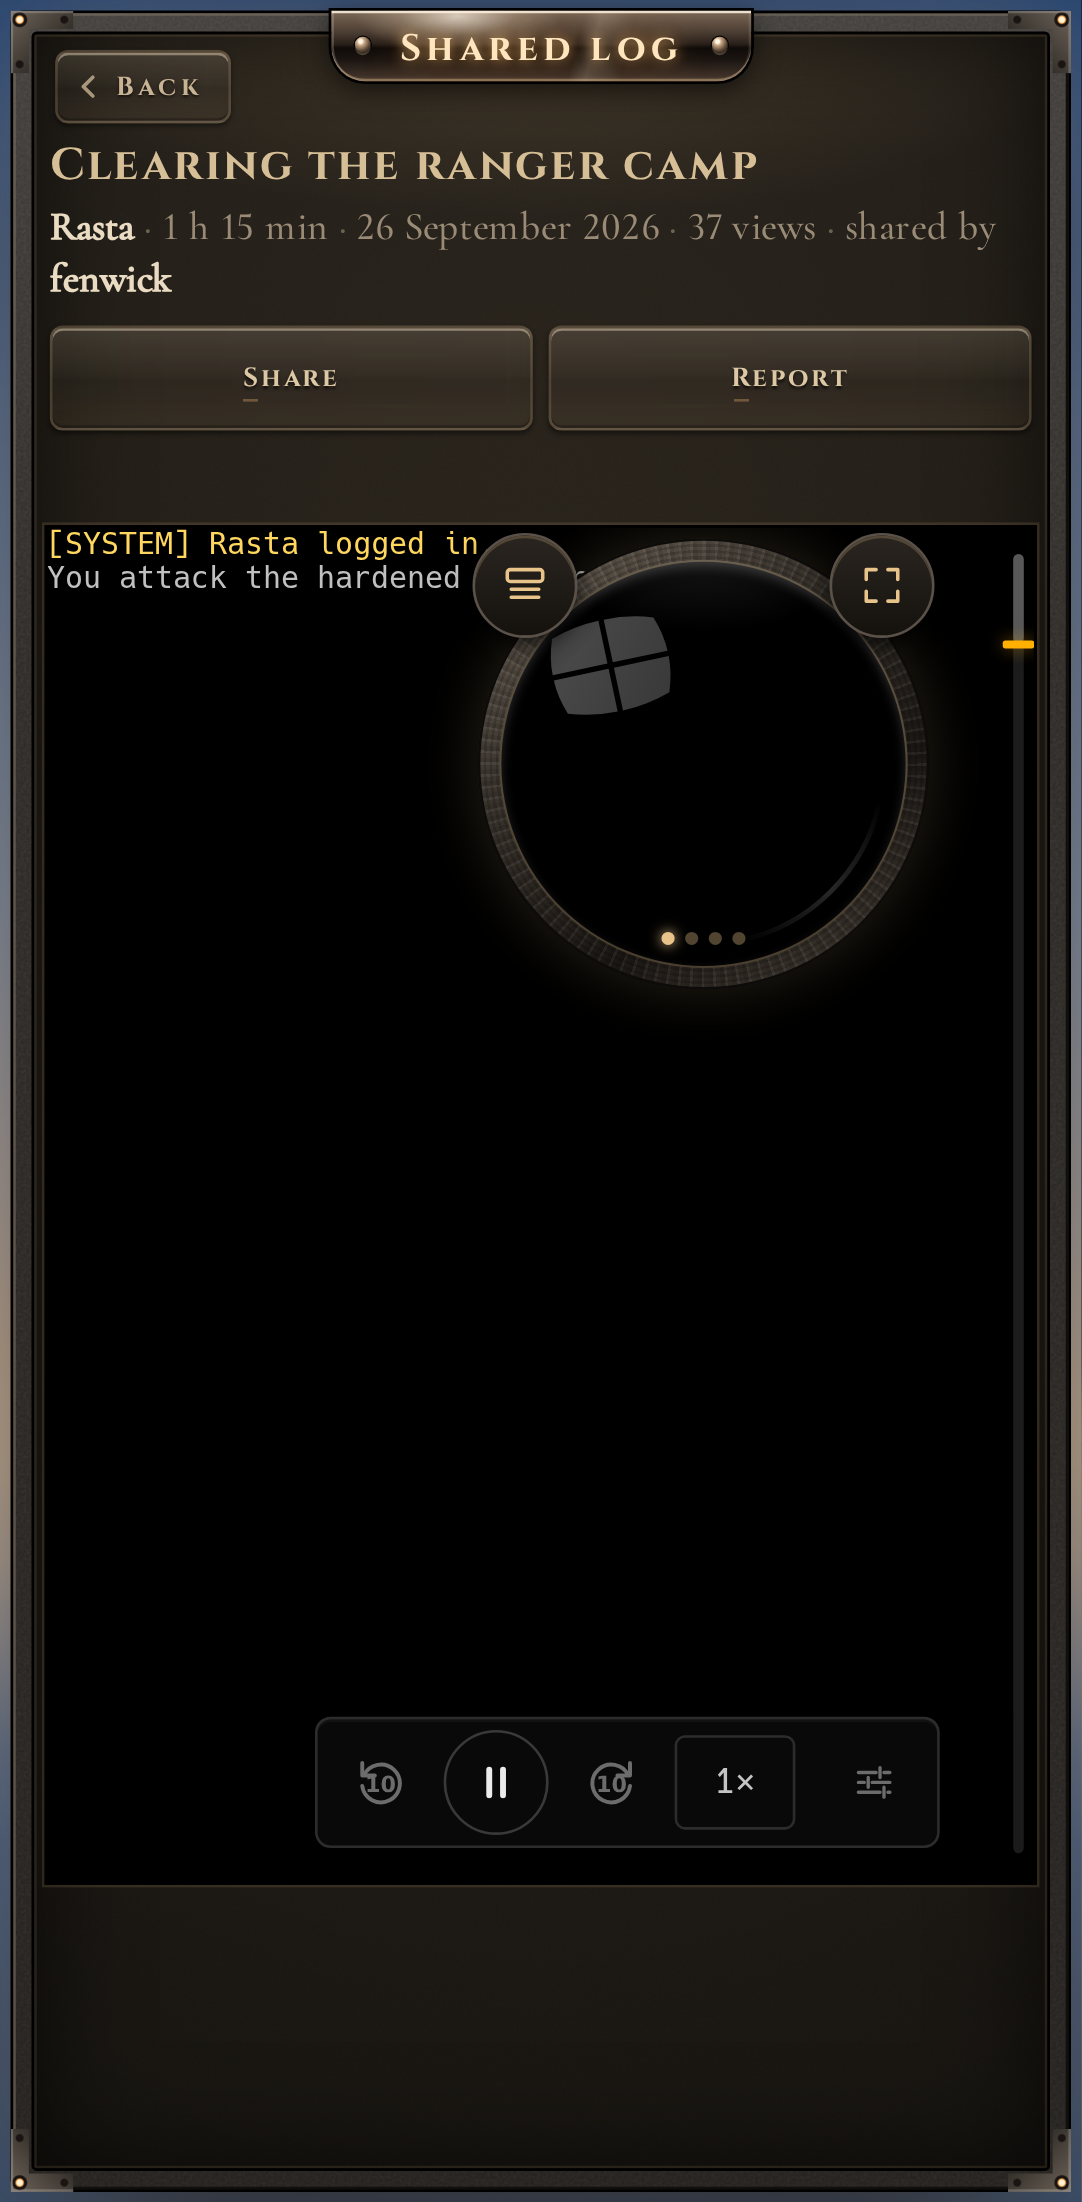 Shared log
Back
Clearing the ranger camp
Rasta · 1 h 15 min · 26 September 2026 · 37 views · shared by
fenwick
Share
Report
[SYSTEM] Rasta logged in
You attack the hardened
10
10
1×